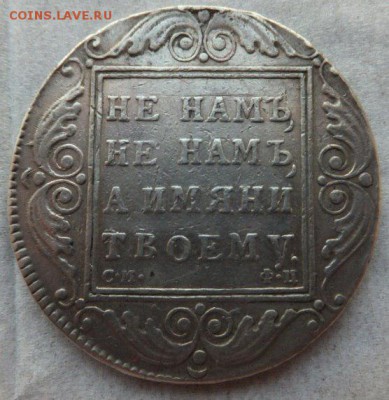 COINS.LAVE.RU
НЕ НАМЪ,
НЕ НАМЪ,
А ИМЯНИ
ТВОЕМУ.
С·М· Ф·Ц